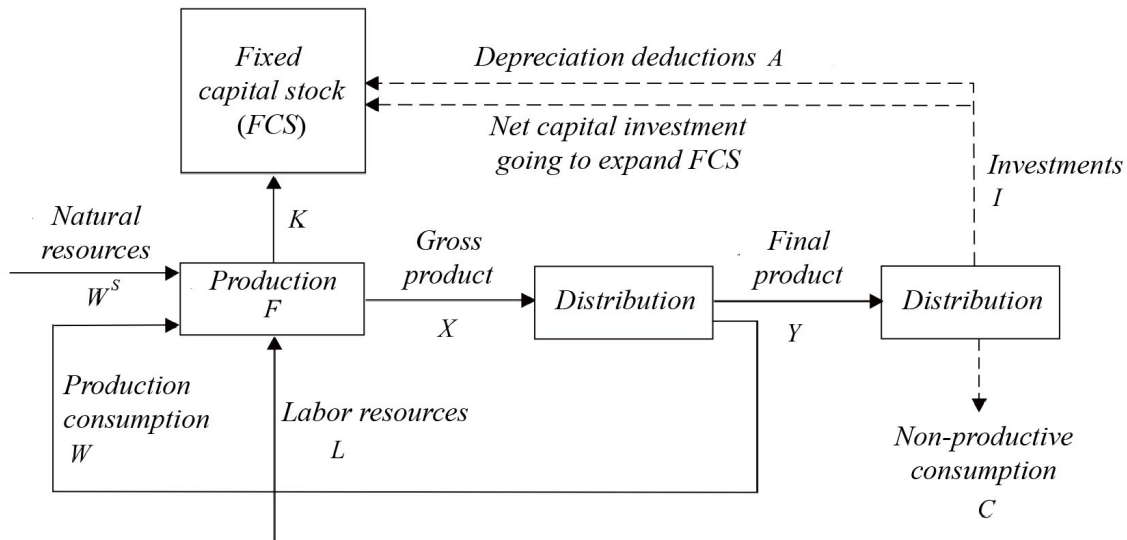 Fixed
capital stock
(FCS)
Depreciation deductions A
Net capital investment
going to expand FCS
Investments
I
Natural
resources
W^S
K
Production
F
Gross
product
X
Distribution
Final
product
Y
Distribution
Production
consumption
W
Labor resources
L
Non-productive
consumption
C